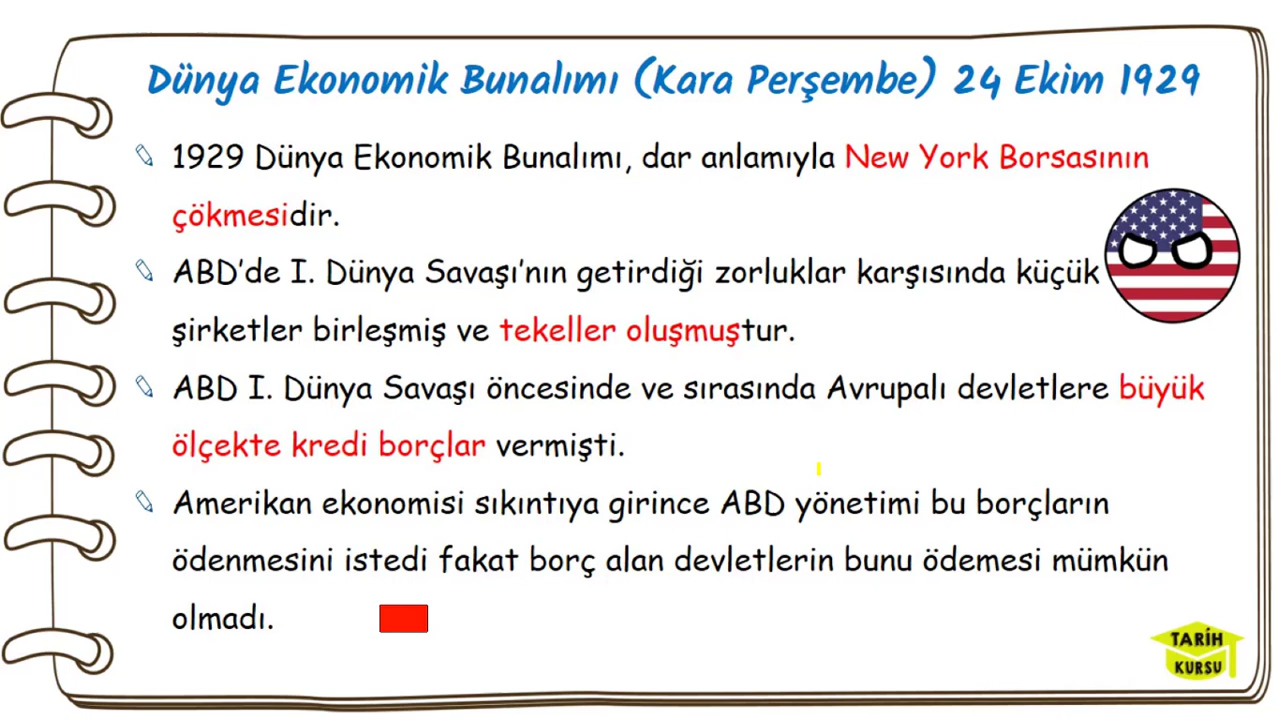 Dünya Ekonomik Bunalımı (Kara Perşembe) 24 Ekim 1929
1929 Dünya Ekonomik Bunalımı, dar anlamıyla New York Borsasının
çökmesidir.
ABD'de I. Dünya Savaşı'nın getirdiği zorluklar karşısında küçük
şirketler birleşmiş ve tekeller oluşmuştur.
ABD I. Dünya Savaşı öncesinde ve sırasında Avrupalı devletlere büyük
ölçekte kredi borçlar vermişti.
Amerikan ekonomisi sıkıntıya girince ABD yönetimi bu borçların
ödenmesini istedi fakat borç alan devletlerin bunu ödemesi mümkün
olmadı.
TARİH
KURSU